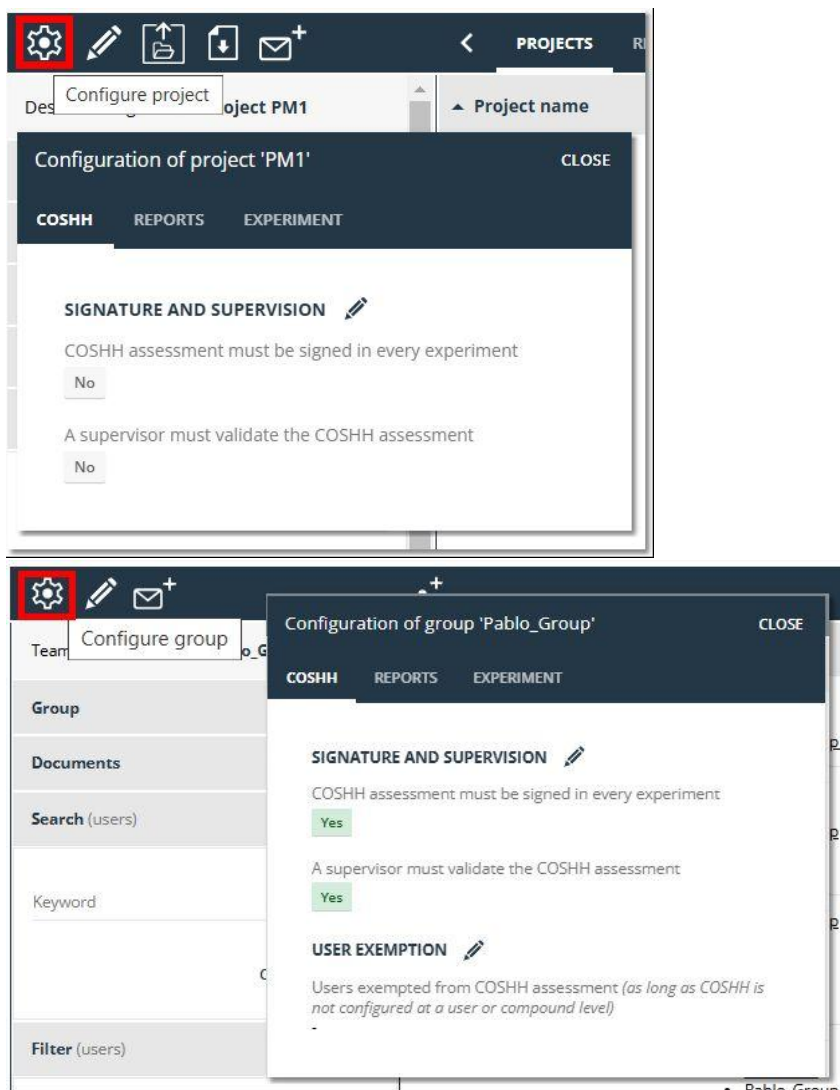 PROJECTS
Configure project
oject PM1
Project name
Configuration of project 'PM1'
CLOSE
COSHH REPORTS EXPERIMENT
SIGNATURE AND SUPERVISION
COSHH assessment must be signed in every experiment
No
A supervisor must validate the COSHH assessment
No
Configure group
Team
Configuration of group 'Pablo_Group'
CLOSE
COSHH REPORTS EXPERIMENT
Group
Documents
Search (users)
Keyword
Filter (users)
SIGNATURE AND SUPERVISION
COSHH assessment must be signed in every experiment
Yes
A supervisor must validate the COSHH assessment
Yes
USER EXEMPTION
Users exempted from COSHH assessment (as long as COSHH is
not configured at a user or compound level)
-
Pablo_Group